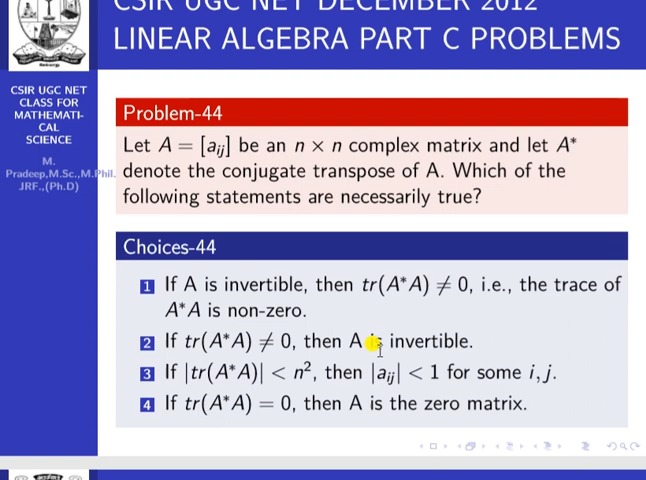 CSIR UGC NET DECEMBER 2012
LINEAR ALGEBRA PART C PROBLEMS
CSIR UGC NET
CLASS FOR
MATHEMATI-
CAL
SCIENCE
M.
Pradeep,M.Sc.,M.Phil.
JRF.,(Ph.D)
Problem-44
Let A = [a_{ij}] be an n × n complex matrix and let A*
denote the conjugate transpose of A. Which of the
following statements are necessarily true?
Choices-44
1 If A is invertible, then tr(A*A) ≠ 0, i.e., the trace of
A*A is non-zero.
2 If tr(A*A) ≠ 0, then A is invertible.
3 If |tr(A*A)| < n², then |a_{ij}| < 1 for some i, j.
4 If tr(A*A) = 0, then A is the zero matrix.